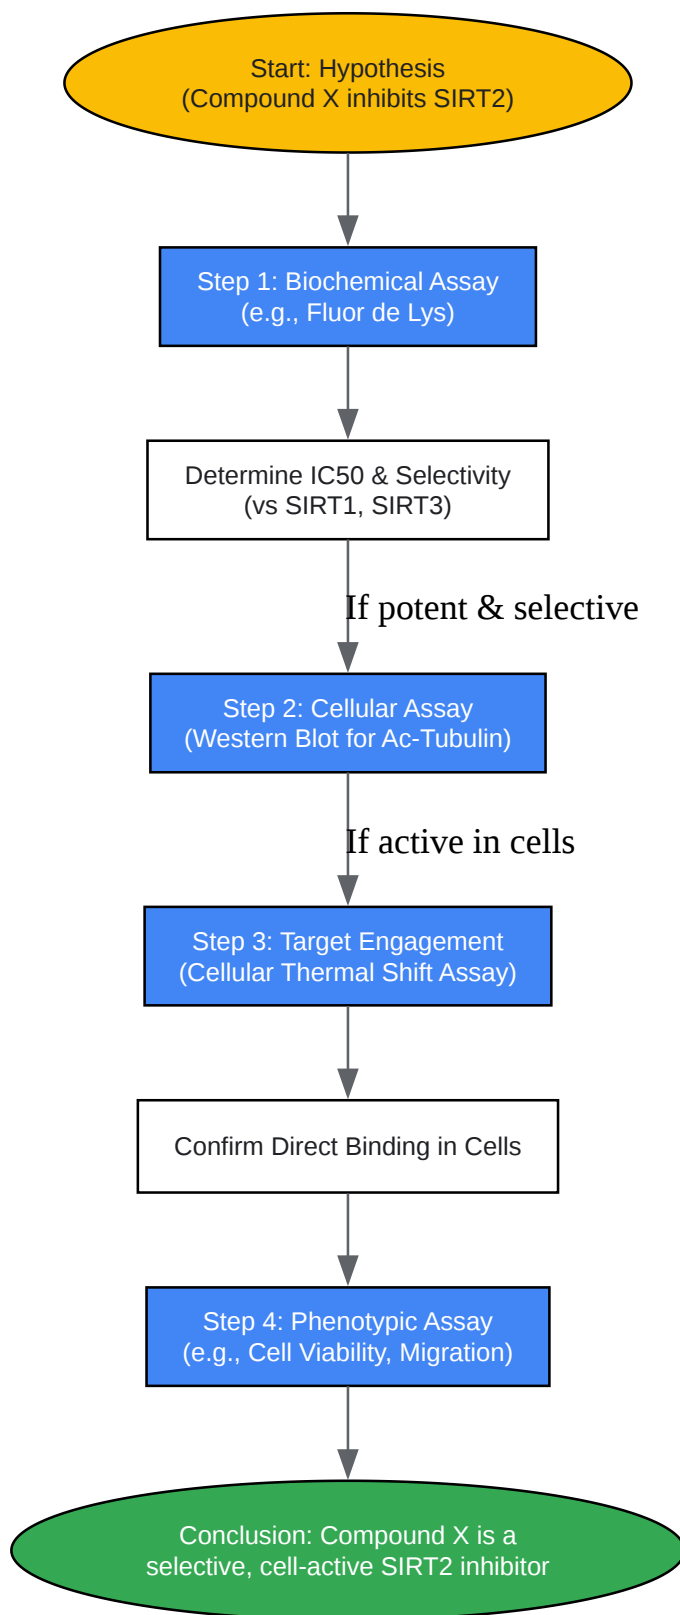 Start: Hypothesis
(Compound X inhibits SIRT2)
Step 1: Biochemical Assay
(e.g., Fluor de Lys)
Determine IC50 & Selectivity
(vs SIRT1, SIRT3)
If potent & selective
Step 2: Cellular Assay
(Western Blot for Ac-Tubulin)
If active in cells
Step 3: Target Engagement
(Cellular Thermal Shift Assay)
Confirm Direct Binding in Cells
Step 4: Phenotypic Assay
(e.g., Cell Viability, Migration)
Conclusion: Compound X is a
selective, cell-active SIRT2 inhibitor